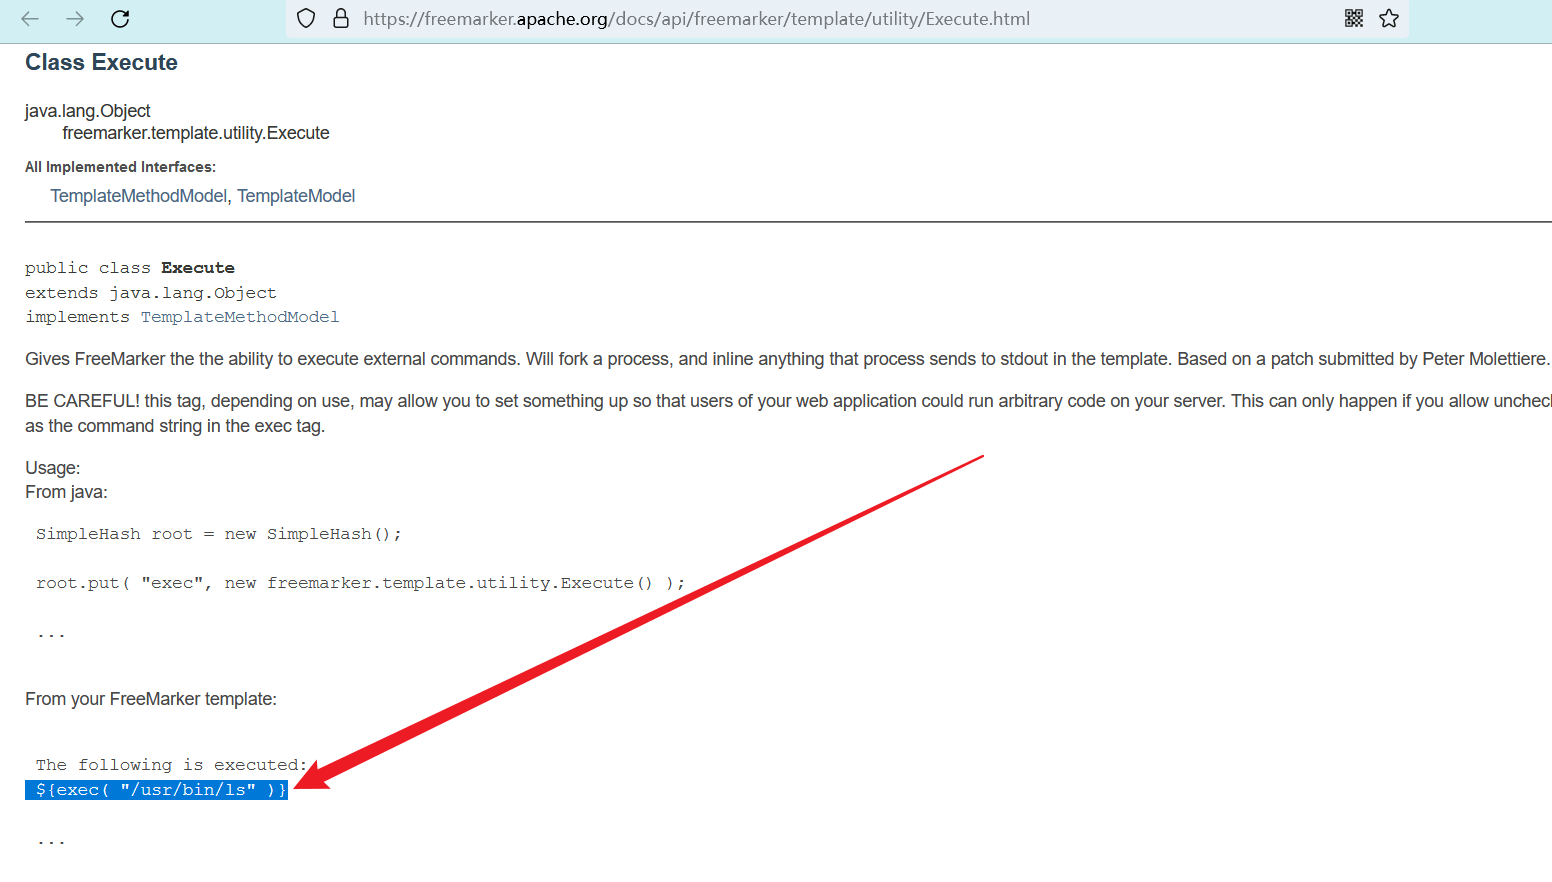 https://freemarker.apache.org/docs/api/freemarker/template/utility/Execute.html
Class Execute
java.lang.Object
freemarker.template.utility.Execute
All Implemented Interfaces:
TemplateMethodModel, TemplateModel
public class Execute
extends java.lang.Object
implements TemplateMethodModel
Gives FreeMarker the the ability to execute external commands. Will fork a process, and inline anything that process sends to stdout in the template. Based on a patch submitted by Peter Molettiere.
BE CAREFUL! this tag, depending on use, may allow you to set something up so that users of your web application could run arbitrary code on your server. This can only happen if you allow
as the command string in the exec tag.
Usage:
From java:
SimpleHash root = new SimpleHash();
root.put( "exec", new freemarker.template.utility.Execute() );
...
From your FreeMarker template:
The following is executed:
${exec( "/usr/bin/ls" )}
...